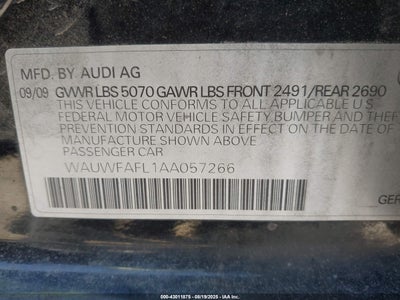 MFD. BY AUDI AG
09/09 GVWR LBS 5070 GAWR LBS FRONT 2491/REAR 2690
THIS VEHICLE CONFORMS TO ALL APPLICABLE U.S
FEDERAL MOTOR VEHICLE SAFETY, BUMPER AND THEFT
PREVENTION STANDARDS IN EFFECT ON THE DATE
MANUFACTURE SHOWN ABOVE
PASSENGER CAR
WAUWFAFL1AA057266
GER
000-43011875 - 08/19/2025 - IAA Inc.